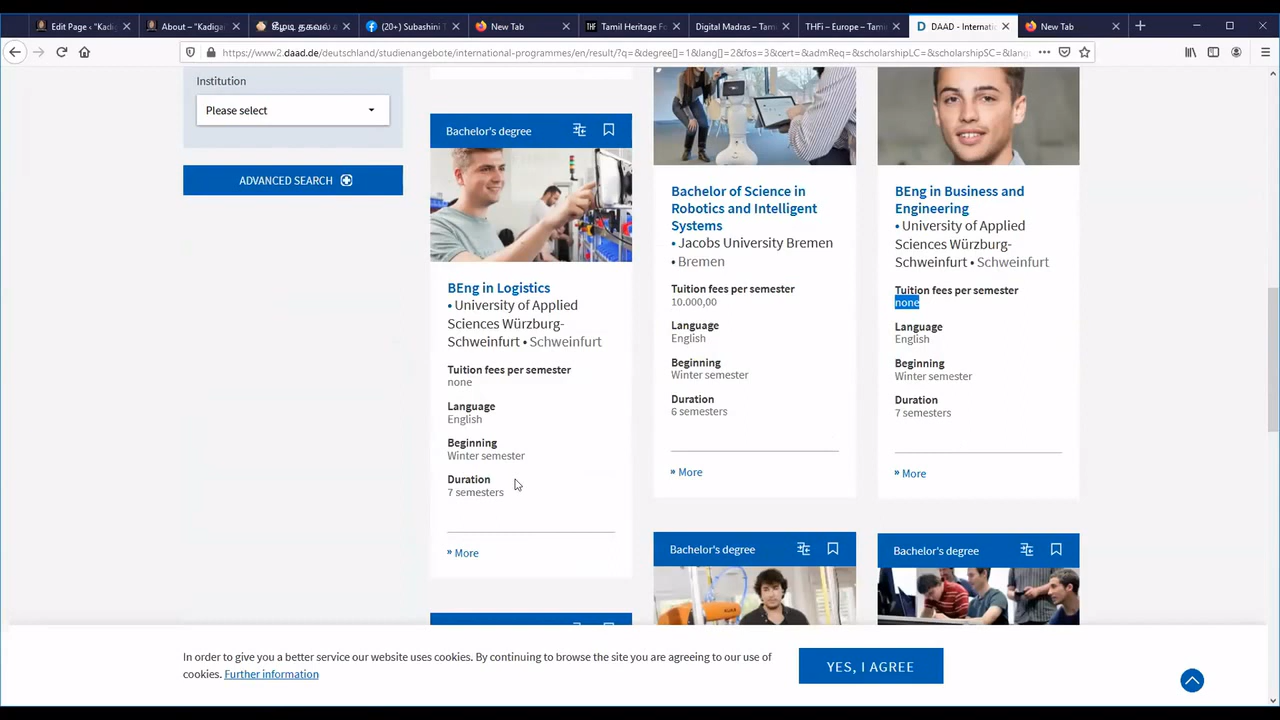 Edit Page ‹ "Kadig
About – "Kadiga
ஈழடி தகவல
(20+) Subashini T
New Tab
Tamil Heritage Fo
Digital Madras – Tami
THFi – Europe – Tamil
DAAD - Internatio
New Tab
https://www2.daad.de/deutschland/studienangebote/international-programmes/en/result/?q=&degree[]=1&lang[]=2&fos=3&cert=&admReq=&scholarshipLC=&scholarshipSC=&lang
Institution
Please select
ADVANCED SEARCH
Bachelor's degree
BEng in Logistics
• University of Applied
Sciences Würzburg-
Schweinfurt • Schweinfurt
Tuition fees per semester
none
Language
English
Beginning
Winter semester
Duration
7 semesters
» More
Bachelor of Science in
Robotics and Intelligent
Systems
• Jacobs University Bremen
• Bremen
Tuition fees per semester
10.000,00
Language
English
Beginning
Winter semester
Duration
6 semesters
» More
BEng in Business and
Engineering
• University of Applied
Sciences Würzburg-
Schweinfurt • Schweinfurt
Tuition fees per semester
none
Language
English
Beginning
Winter semester
Duration
7 semesters
» More
Bachelor's degree
Bachelor's degree
In order to give you a better service our website uses cookies. By continuing to browse the site you are agreeing to our use of
cookies. Further information
YES, I AGREE